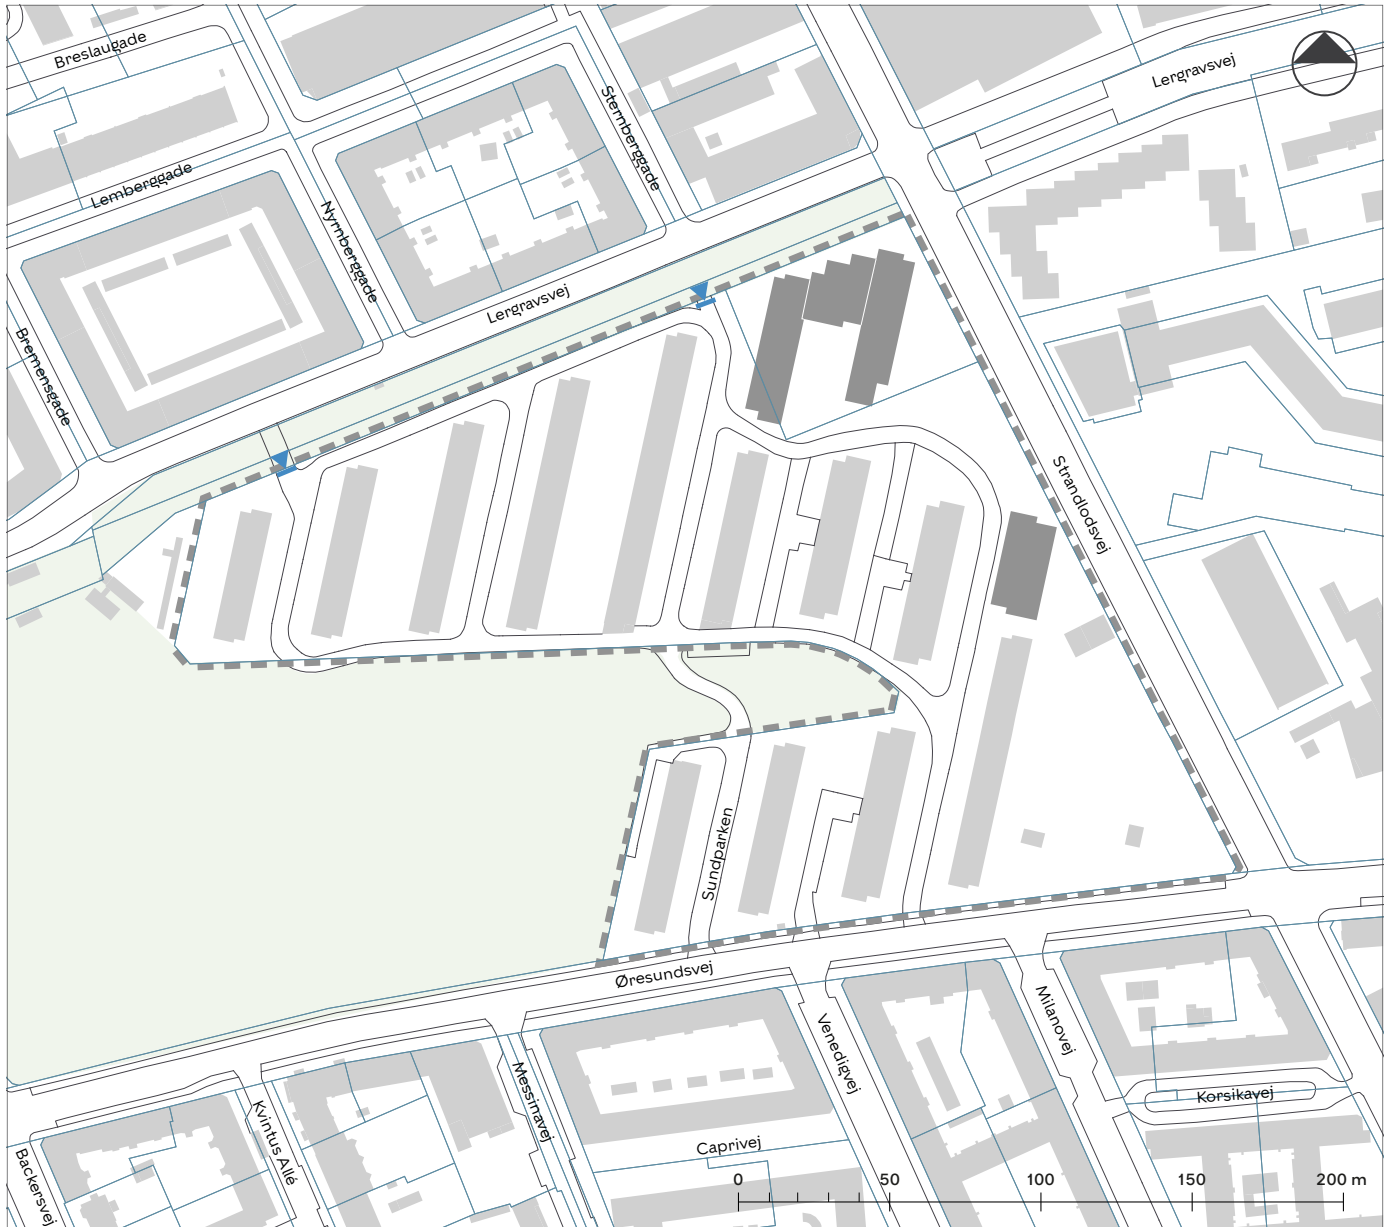 Breslaugade
Lergravsvej
Sternberggade
Lemberggade
Nyrnberggade
Lergravsvej
Bremensgade
Strandlodsvej
Sundparken
Øresundsvej
Venedigvej
Milanovej
Messinavej
Korsikavej
Kvintus Allé
Caprivej
Backersvej
0 50 100 150 200 m